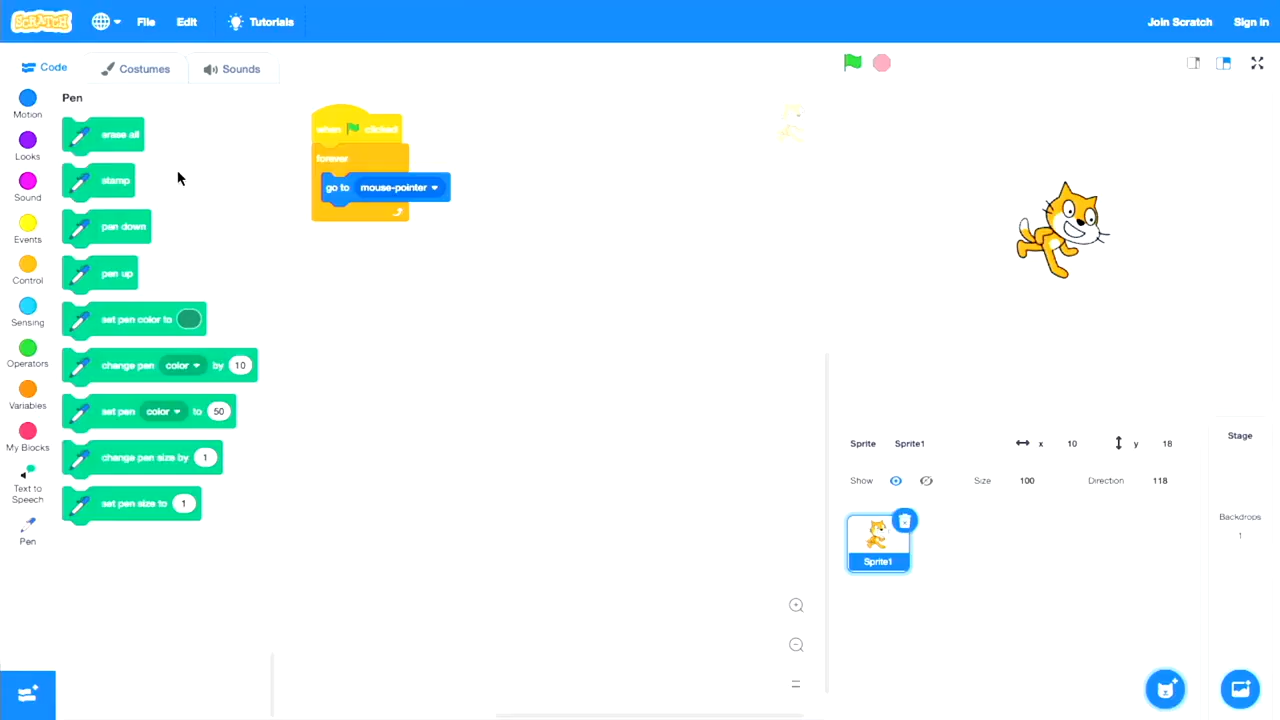 SCRATCH File Edit Tutorials Join Scratch Sign in
Code Costumes Sounds
Motion
Looks
Sound
Events
Control
Sensing
Operators
Variables
My Blocks
Text to
Speech
Pen
Pen
erase all
stamp
pen down
pen up
set pen color to
change pen color by 10
set pen color to 50
change pen size by 1
set pen size to 1
when clicked
forever
go to mouse-pointer
Sprite Sprite1 x 10 y 18
Show Size 100 Direction 118
Sprite1
Stage
Backdrops
1